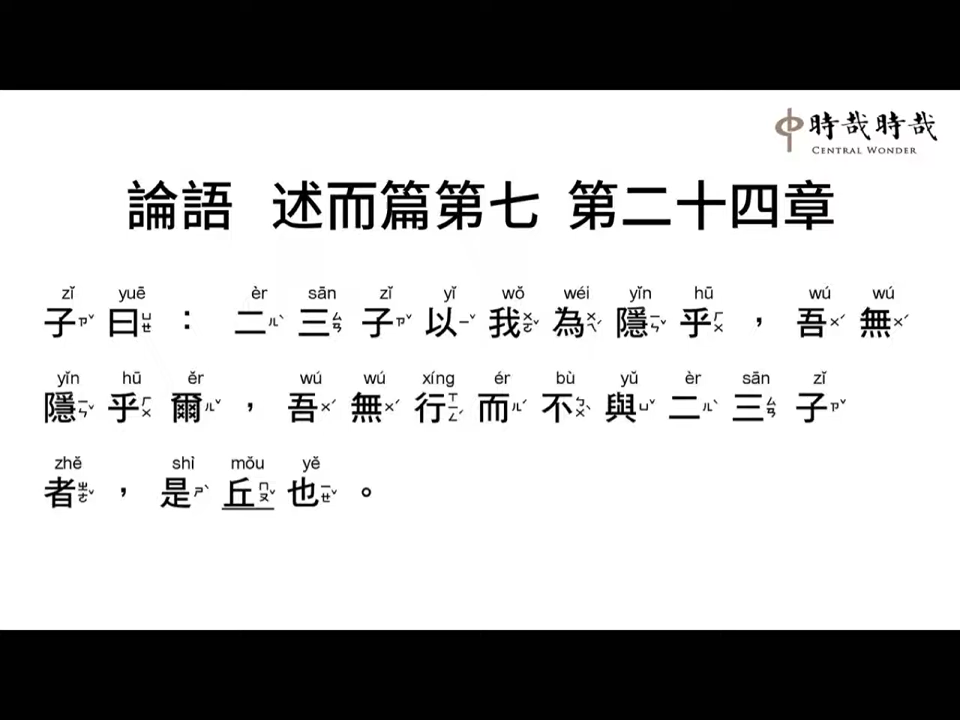 時哉時哉
CENTRAL WONDER
論語 述而篇第七 第二十四章
zǐ yuē èr sān zǐ yǐ wǒ wéi yǐn hū wú wú
子曰：二三子以我為隱乎，吾無
yǐn hū ěr wú wú xíng ér bù yǔ èr sān zǐ
隱乎爾，吾無行而不與二三子
zhě shì mǒu yě
者，是丘也。